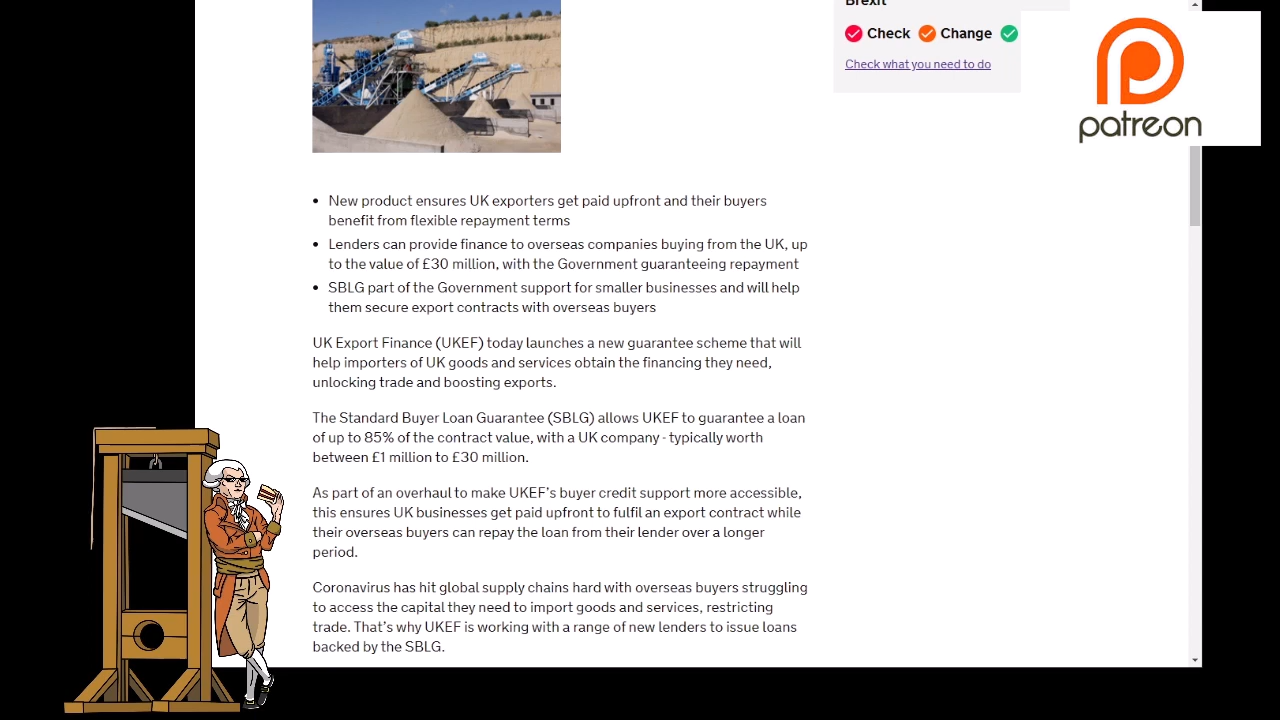 Brexit
Check Change
Check what you need to do
patreon
New product ensures UK exporters get paid upfront and their buyers
benefit from flexible repayment terms
Lenders can provide finance to overseas companies buying from the UK, up
to the value of £30 million, with the Government guaranteeing repayment
SBLG part of the Government support for smaller businesses and will help
them secure export contracts with overseas buyers
UK Export Finance (UKEF) today launches a new guarantee scheme that will
help importers of UK goods and services obtain the financing they need,
unlocking trade and boosting exports.
The Standard Buyer Loan Guarantee (SBLG) allows UKEF to guarantee a loan
of up to 85% of the contract value, with a UK company - typically worth
between £1 million to £30 million.
As part of an overhaul to make UKEF’s buyer credit support more accessible,
this ensures UK businesses get paid upfront to fulfil an export contract while
their overseas buyers can repay the loan from their lender over a longer
period.
Coronavirus has hit global supply chains hard with overseas buyers struggling
to access the capital they need to import goods and services, restricting
trade. That’s why UKEF is working with a range of new lenders to issue loans
backed by the SBLG.